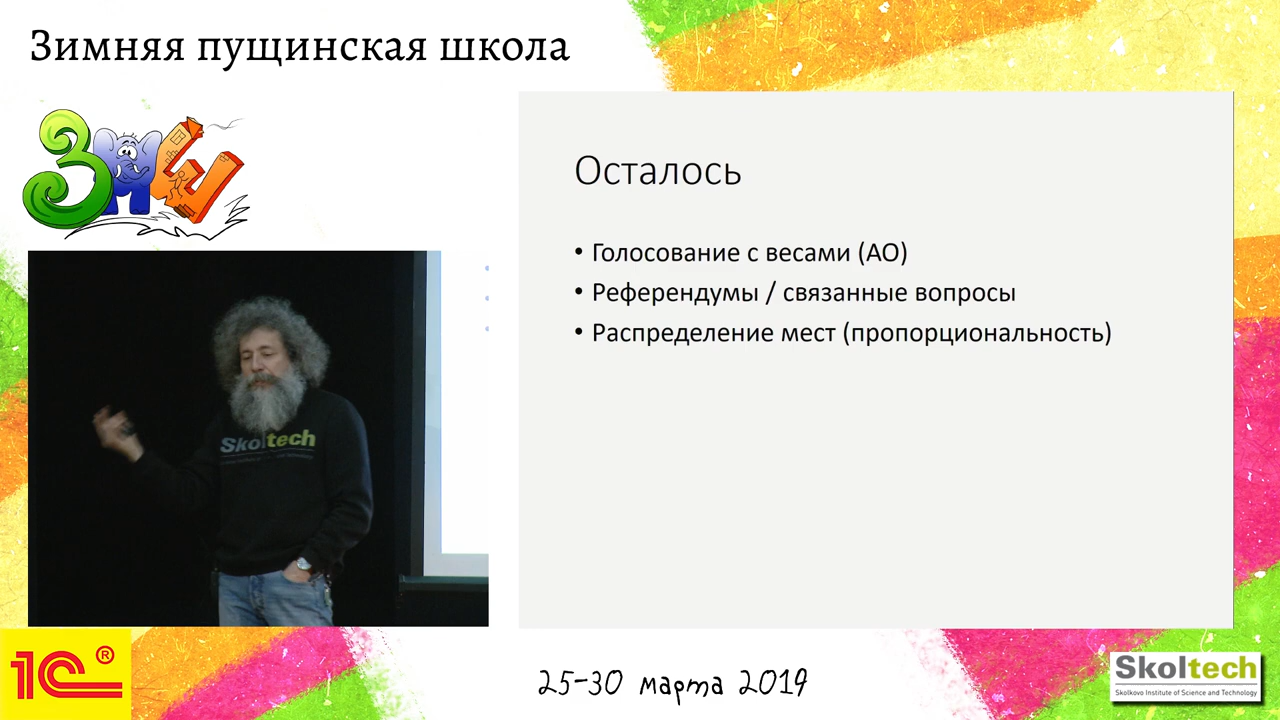 Зимняя пущинская школа
ЗПШ
Осталось
• Голосование с весами (АО)
• Референдумы / связанные вопросы
• Распределение мест (пропорциональность)
Skoltech
1С®
25-30 марта 2019
Skoltech
Skolkovo Institute of Science and Technology